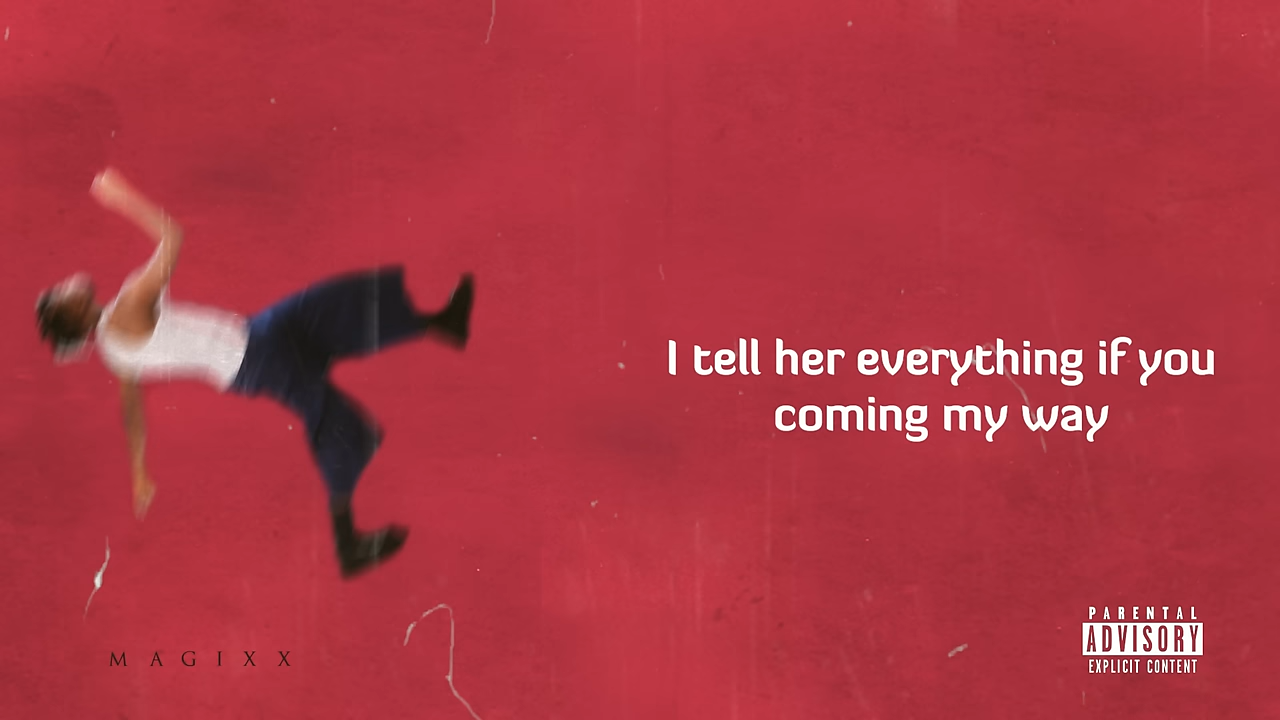 I tell her everything if you
coming my way
MAGIXX
PARENTAL
ADVISORY
EXPLICIT CONTENT